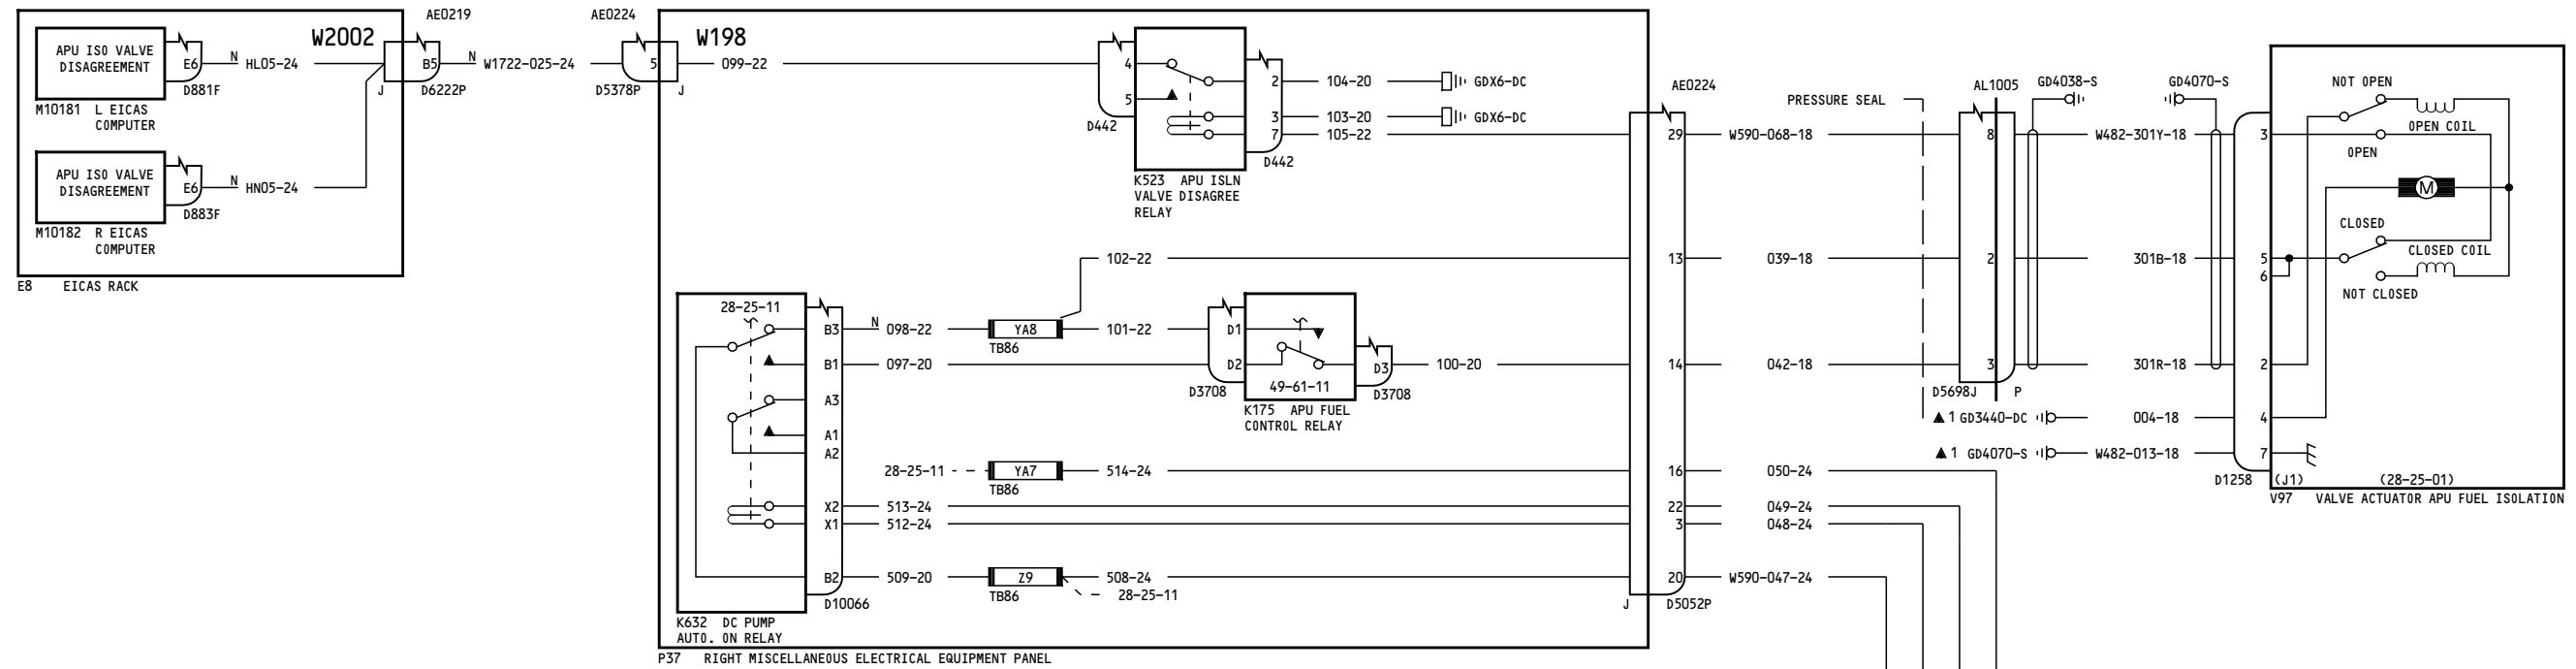 AE0219
AE0224
APU ISO VALVE
DISAGREEMENT
E6
D881F
M10181 L EICAS
COMPUTER
N HL05-24
W2002
J
B5
D6222P
N W1722-025-24
APU ISO VALVE
DISAGREEMENT
E6
D883F
M10182 R EICAS
COMPUTER
N HN05-24
E8 EICAS RACK
5
D5378P
J
W198
099-22
4
5
D442
2
3
7
D442
K523 APU ISLN
VALVE DISAGREE
RELAY
104-20 GDX6-DC
103-20 GDX6-DC
105-22
102-22
28-25-11
B3
B1
A3
A1
A2
X2
X1
B2
D10066
K632 DC PUMP
AUTO. ON RELAY
N 098-22
YA8
TB86
101-22
097-20
D1
D2
D3708
49-61-11
D3
D3708
K175 APU FUEL
CONTROL RELAY
100-20
28-25-11
YA7
TB86
514-24
513-24
512-24
509-20
Z9
TB86
508-24
28-25-11
P37 RIGHT MISCELLANEOUS ELECTRICAL EQUIPMENT PANEL
AE0224
29
13
14
16
22
3
20
J
D5052P
W590-068-18
039-18
042-18
050-24
049-24
048-24
W590-047-24
PRESSURE SEAL
AL1005
8
2
3
D5698J
P
GD4038-S
GD4070-S
W482-301Y-18
301B-18
301R-18
1 GD3440-DC
004-18
1 GD4070-S
W482-013-18
3
5
6
2
4
7
D1258
(J1)
NOT OPEN
OPEN COIL
OPEN
M
CLOSED
CLOSED COIL
NOT CLOSED
(28-25-01)
V97 VALVE ACTUATOR APU FUEL ISOLATION